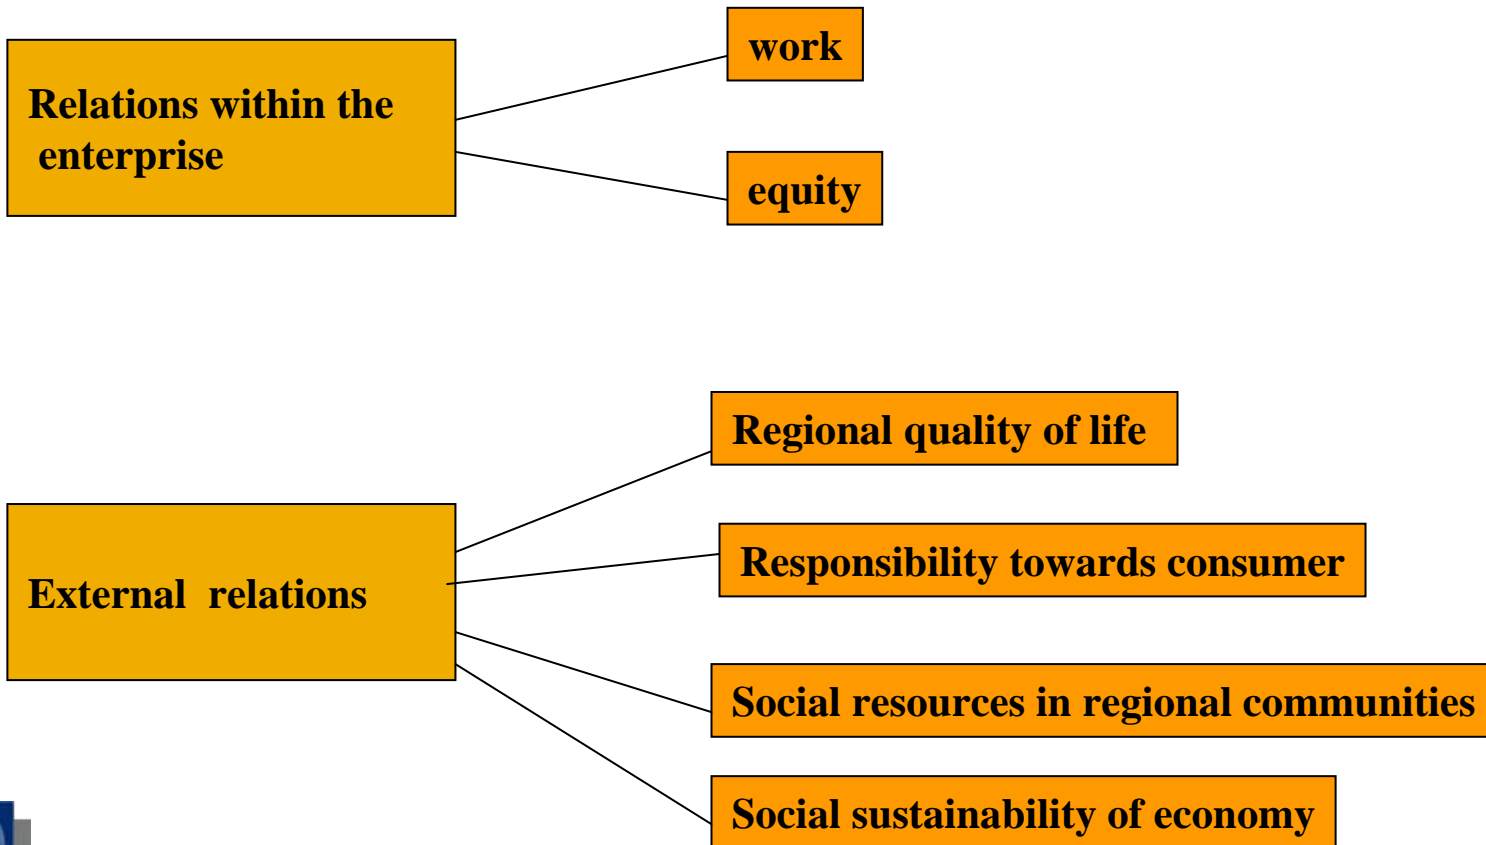 Relations within the
enterprise
work
equity
External relations
Regional quality of life
Responsibility towards consumer
Social resources in regional communities
Social sustainability of economy